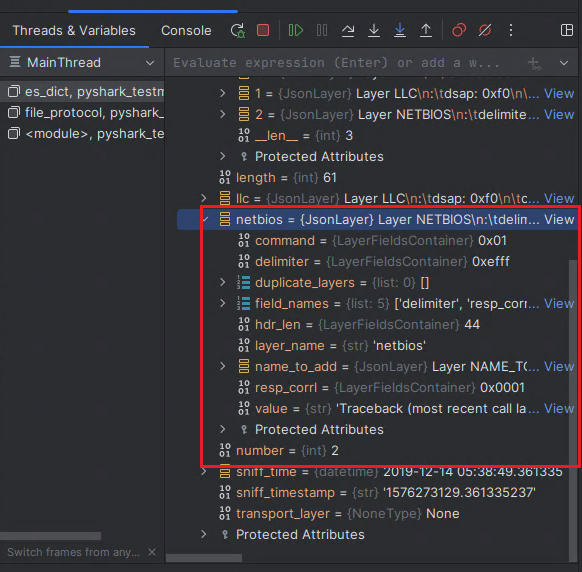 Threads & Variables Console
MainThread Evaluate expression (Enter) or add a w...
es_dict, pyshark_testm
file_protocol, pyshark_
<module>, pyshark_te
1 = {JsonLayer} Layer LLC\n:\tdsap: 0xf0\n\... View
2 = {JsonLayer} Layer NETBIOS\n:\tdelimite... View
__len__ = {int} 3
Protected Attributes
length = {int} 61
llc = {JsonLayer} Layer LLC\n:\tdsap: 0xf0\n\t... View
netbios = {JsonLayer} Layer NETBIOS\n:\tdelim... View
command = {LayerFieldsContainer} 0x01
delimiter = {LayerFieldsContainer} 0xefff
duplicate_layers = {list: 0} []
field_names = {list: 5} ['delimiter', 'resp_corr... View
hdr_len = {LayerFieldsContainer} 44
layer_name = {str} 'netbios'
name_to_add = {JsonLayer} Layer NAME_TO... View
resp_corrl = {LayerFieldsContainer} 0x0001
value = {str} 'Traceback (most recent call la... View
Protected Attributes
number = {int} 2
sniff_time = {datetime} 2019-12-14 05:38:49.361335
sniff_timestamp = {str} '1576273129.361335237'
transport_layer = {NoneType} None
Protected Attributes
Switch frames from any...